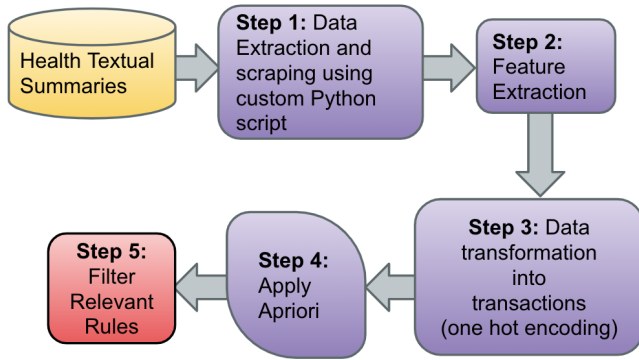 Health Textual
Summaries
Step 1: Data
Extraction and
scraping using
custom Python
script
Step 2:
Feature
Extraction
Step 3: Data
transformation
into
transactions
(one hot encoding)
Step 4:
Apply
Apriori
Step 5:
Filter
Relevant
Rules